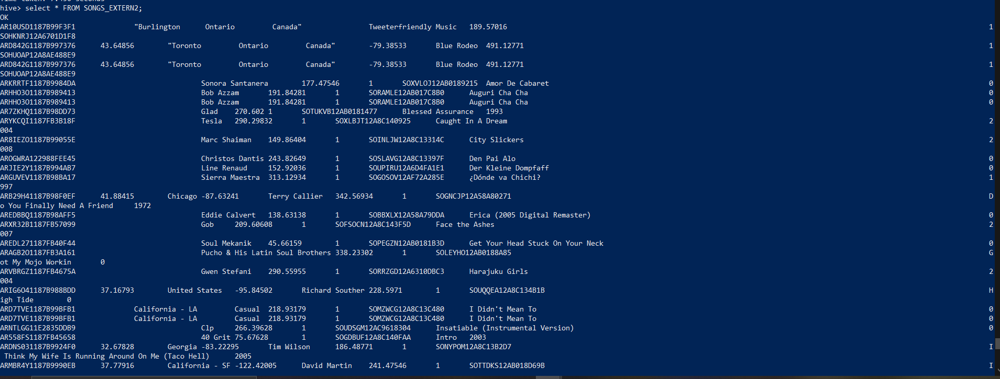 Time taken: 7.450 seconds
hive> select * FROM SONGS_EXTERN2;
OK
AR10USD1187B99F3F1 "Burlington Ontario Canada" Tweeterfriendly Music 189.57016 1
SOHKNRJ12A6701D1F8
ARD842G1187B997376 43.64856 "Toronto Ontario Canada" -79.38533 Blue Rodeo 491.12771 1
SOHUOAP12A8AE488E9
ARD842G1187B997376 43.64856 "Toronto Ontario Canada" -79.38533 Blue Rodeo 491.12771 1
SOHUOAP12A8AE488E9
ARKRRTF1187B9984DA Sonora Santanera 177.47546 1 SOXVLOJ12AB0189215 Amor De Cabaret 0
ARHHO3O1187B989413 Bob Azzam 191.84281 1 SORAMLE12AB017C8B0 Auguri Cha Cha 0
ARHHO3O1187B989413 Bob Azzam 191.84281 1 SORAMLE12AB017C8B0 Auguri Cha Cha 0
AR7ZKHQ1187B98DD73 Glad 270.602 1 SOTUKVB12AB0181477 Blessed Assurance 1993
ARYKCQI1187FB3B18F Tesla 290.29832 1 SOXLBJT12A8C140925 Caught In A Dream 2
004
AR8IEZO1187B99055E Marc Shaiman 149.86404 1 SOINLJW12A8C13314C City Slickers 2
008
AROGWRA122988FEE45 Christos Dantis 243.82649 1 SOSLAVG12A8C13397F Den Pai Alo 0
ARJIE2Y1187B994AB7 Line Renaud 152.92036 1 SOUPIRU12A6D4FA1E1 Der Kleine Dompfaff 0
ARGUVEV1187B98BA17 Sierra Maestra 313.12934 1 SOGOSOV12AF72A285E ¿Dónde va Chichi? 1
997
ARB29H41187B98F0EF 41.88415 Chicago -87.63241 Terry Callier 342.56934 1 SOGNCJP12A58A80271 D
o You Finally Need A Friend 1972
AREDBBQ1187B98AFF5 Eddie Calvert 138.63138 1 SOBBXLX12A58A79DDA Erica (2005 Digital Remaster) 0
ARXR32B1187FB57099 Gob 209.60608 1 SOFSOCN12A8C143F5D Face the Ashes 2
007
AREDL271187FB40F44 Soul Mekanik 45.66159 1 SOPEGZN12AB0181B3D Get Your Head Stuck On Your Neck 0
ARAGB2O1187FB3A161 Pucho & His Latin Soul Brothers 338.23302 1 SOLEYHO12AB0188A85 G
ot My Mojo Workin 0
ARVBRGZ1187FB4675A Gwen Stefani 290.55955 1 SORRZGD12A6310DBC3 Harajuku Girls 2
004
ARIG6O41187B988BDD 37.16793 United States -95.84502 Richard Souther 228.5971 1 SOUQQEA12A8C134B1B H
igh Tide 0
ARD7TVE1187B99BFB1 California - LA Casual 218.93179 1 SOMZWCG12A8C13C480 I Didn't Mean To 0
ARD7TVE1187B99BFB1 California - LA Casual 218.93179 1 SOMZWCG12A8C13C480 I Didn't Mean To 0
ARNTLGG11E2835DDB9 Clp 266.39628 1 SOUDSGM12AC9618304 Insatiable (Instrumental Version) 0
AR558FS1187FB45658 40 Grit 75.67628 1 SOGDBUF12A8C140FAA Intro 2003
ARDNS031187B9924F0 32.67828 Georgia -83.22295 Tim Wilson 186.48771 1 SONYPOM12A8C13B2D7 I
Think My Wife Is Running Around On Me (Taco Hell) 2005
ARMBR4Y1187B9990EB 37.77916 California - SF -122.42005 David Martin 241.47546 1 SOTTDKS12AB018D69B I